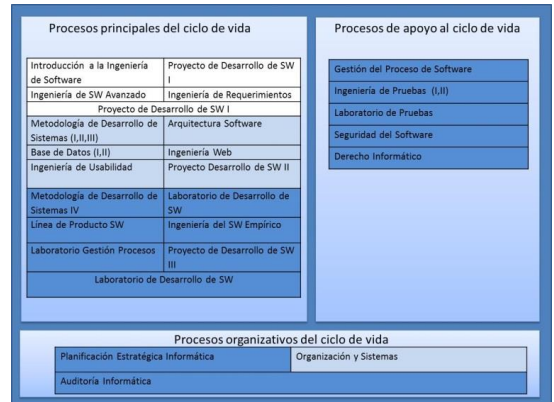 Procesos principales del ciclo de vida
Introducción a la Ingeniería
de Software
Proyecto de Desarrollo de SW
I
Ingeniería de SW Avanzado
Ingeniería de Requerimientos
Proyecto de Desarrollo de SW I
Metodología de Desarrollo de
Sistemas (I,II,III)
Arquitectura Software
Base de Datos (I,II)
Ingeniería Web
Ingeniería de Usabilidad
Proyecto Desarrollo de SW II
Metodología de Desarrollo de
Sistemas IV
Laboratorio de Desarrollo de
SW
Línea de Producto SW
Ingeniería del SW Empírico
Laboratorio Gestión Procesos
Proyecto de Desarrollo de SW
III
Laboratorio de Desarrollo de SW
Procesos de apoyo al ciclo de vida
Gestión del Proceso de Software
Ingeniería de Pruebas (I,II)
Laboratorio de Pruebas
Seguridad del Software
Derecho Informático
Procesos organizativos del ciclo de vida
Planificación Estratégica Informática
Organización y Sistemas
Auditoría Informática